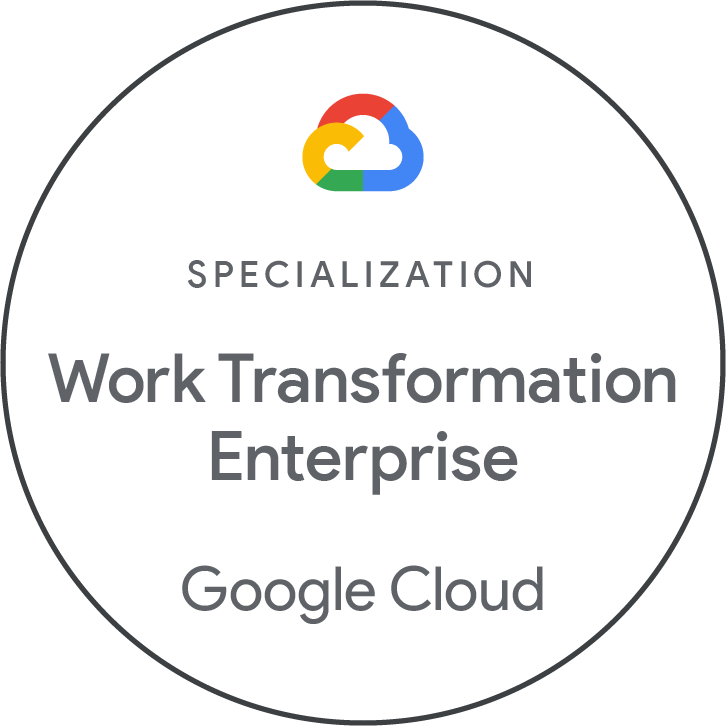 SPECIALIZATION
Work Transformation
Enterprise
Google Cloud